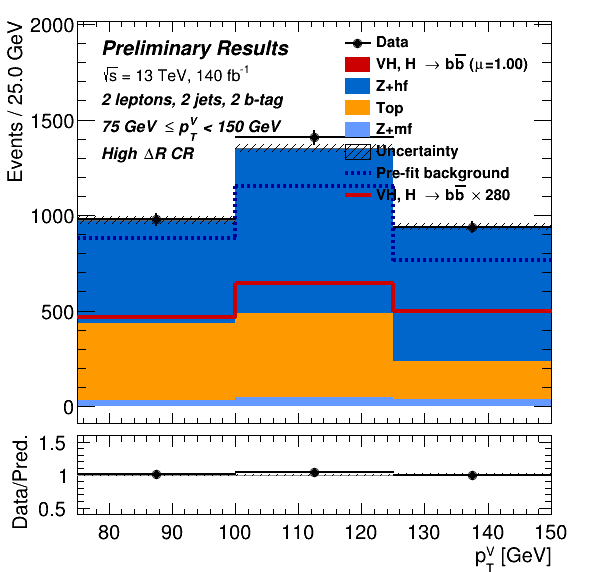 2000
1500
1000
500
0
Events / 25.0 GeV
Preliminary Results
√s = 13 TeV, 140 fb⁻¹
2 leptons, 2 jets, 2 b-tag
75 GeV ≤ p_T^V < 150 GeV
High ΔR CR
Data
VH, H → bb̅ (μ=1.00)
Z+hf
Top
Z+mf
Uncertainty
Pre-fit background
VH, H → bb̅ × 280
1.5
1
0.5
Data/Pred.
80 90 100 110 120 130 140 150
p_T^V [GeV]